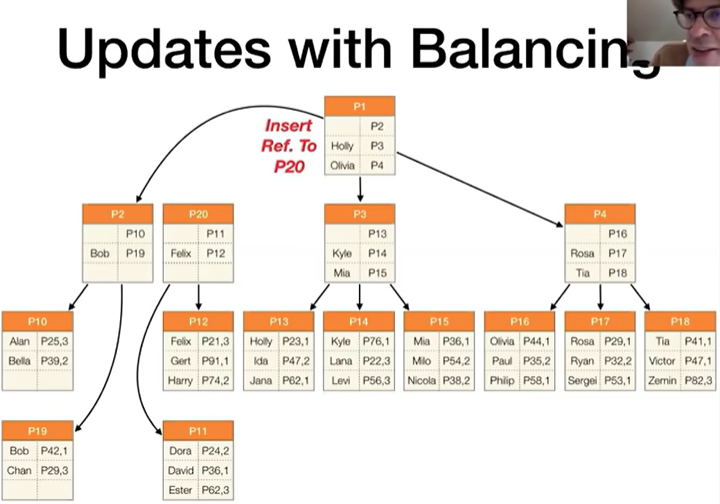 Updates with Balancing
P1
P2
Holly P3
Olivia P4
Insert
Ref. To
P20
P2
P10
Bob P19
P20
P11
Felix P12
P3
P13
Kyle P14
Mia P15
P4
P16
Rosa P17
Tia P18
P10
Alan P25,3
Bella P39,2
P12
Felix P21,3
Gert P91,1
Harry P74,2
P13
Holly P23,1
Ida P47,2
Jana P62,1
P14
Kyle P76,1
Lana P22,3
Levi P56,3
P15
Mia P36,1
Milo P54,2
Nicola P38,2
P16
Olivia P44,1
Paul P35,2
Philip P58,1
P17
Rosa P29,1
Ryan P32,2
Sergei P53,1
P18
Tia P41,1
Victor P47,1
Zemin P82,3
P19
Bob P42,1
Chan P29,3
P11
Dora P24,2
David P36,1
Ester P62,3